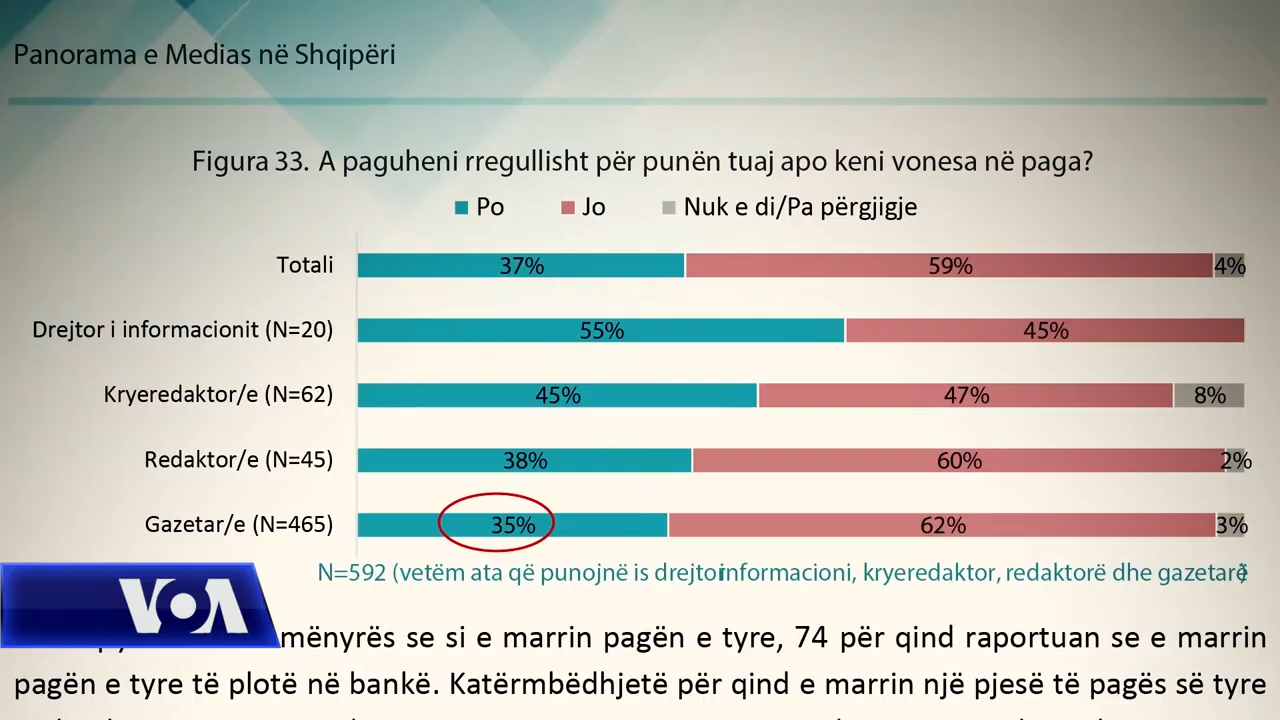 Panorama e Medias në Shqipëri
Figura 33. A paguheni rregullisht për punën tuaj apo keni vonesa në paga?
Po Jo Nuk e di/Pa përgjigje
Totali 37% 59% 4%
Drejtor i informacionit (N=20) 55% 45%
Kryeredaktor/e (N=62) 45% 47% 8%
Redaktor/e (N=45) 38% 60% 2%
Gazetar/e (N=465) 35% 62% 3%
N=592 (vetëm ata që punojnë is drejtor informacioni, kryeredaktor, redaktorë dhe gazetarë)
VOA
mënyrës se si e marrin pagën e tyre, 74 për qind raportuan se e marrin
pagën e tyre të plotë në bankë. Katërmbëdhjetë për qind e marrin një pjesë të pagës së tyre